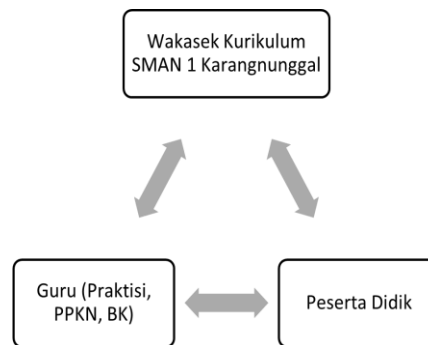 Wakasek Kurikulum
SMAN 1 Karangnunggal
Guru (Praktisi,
PPKN, BK)
Peserta Didik